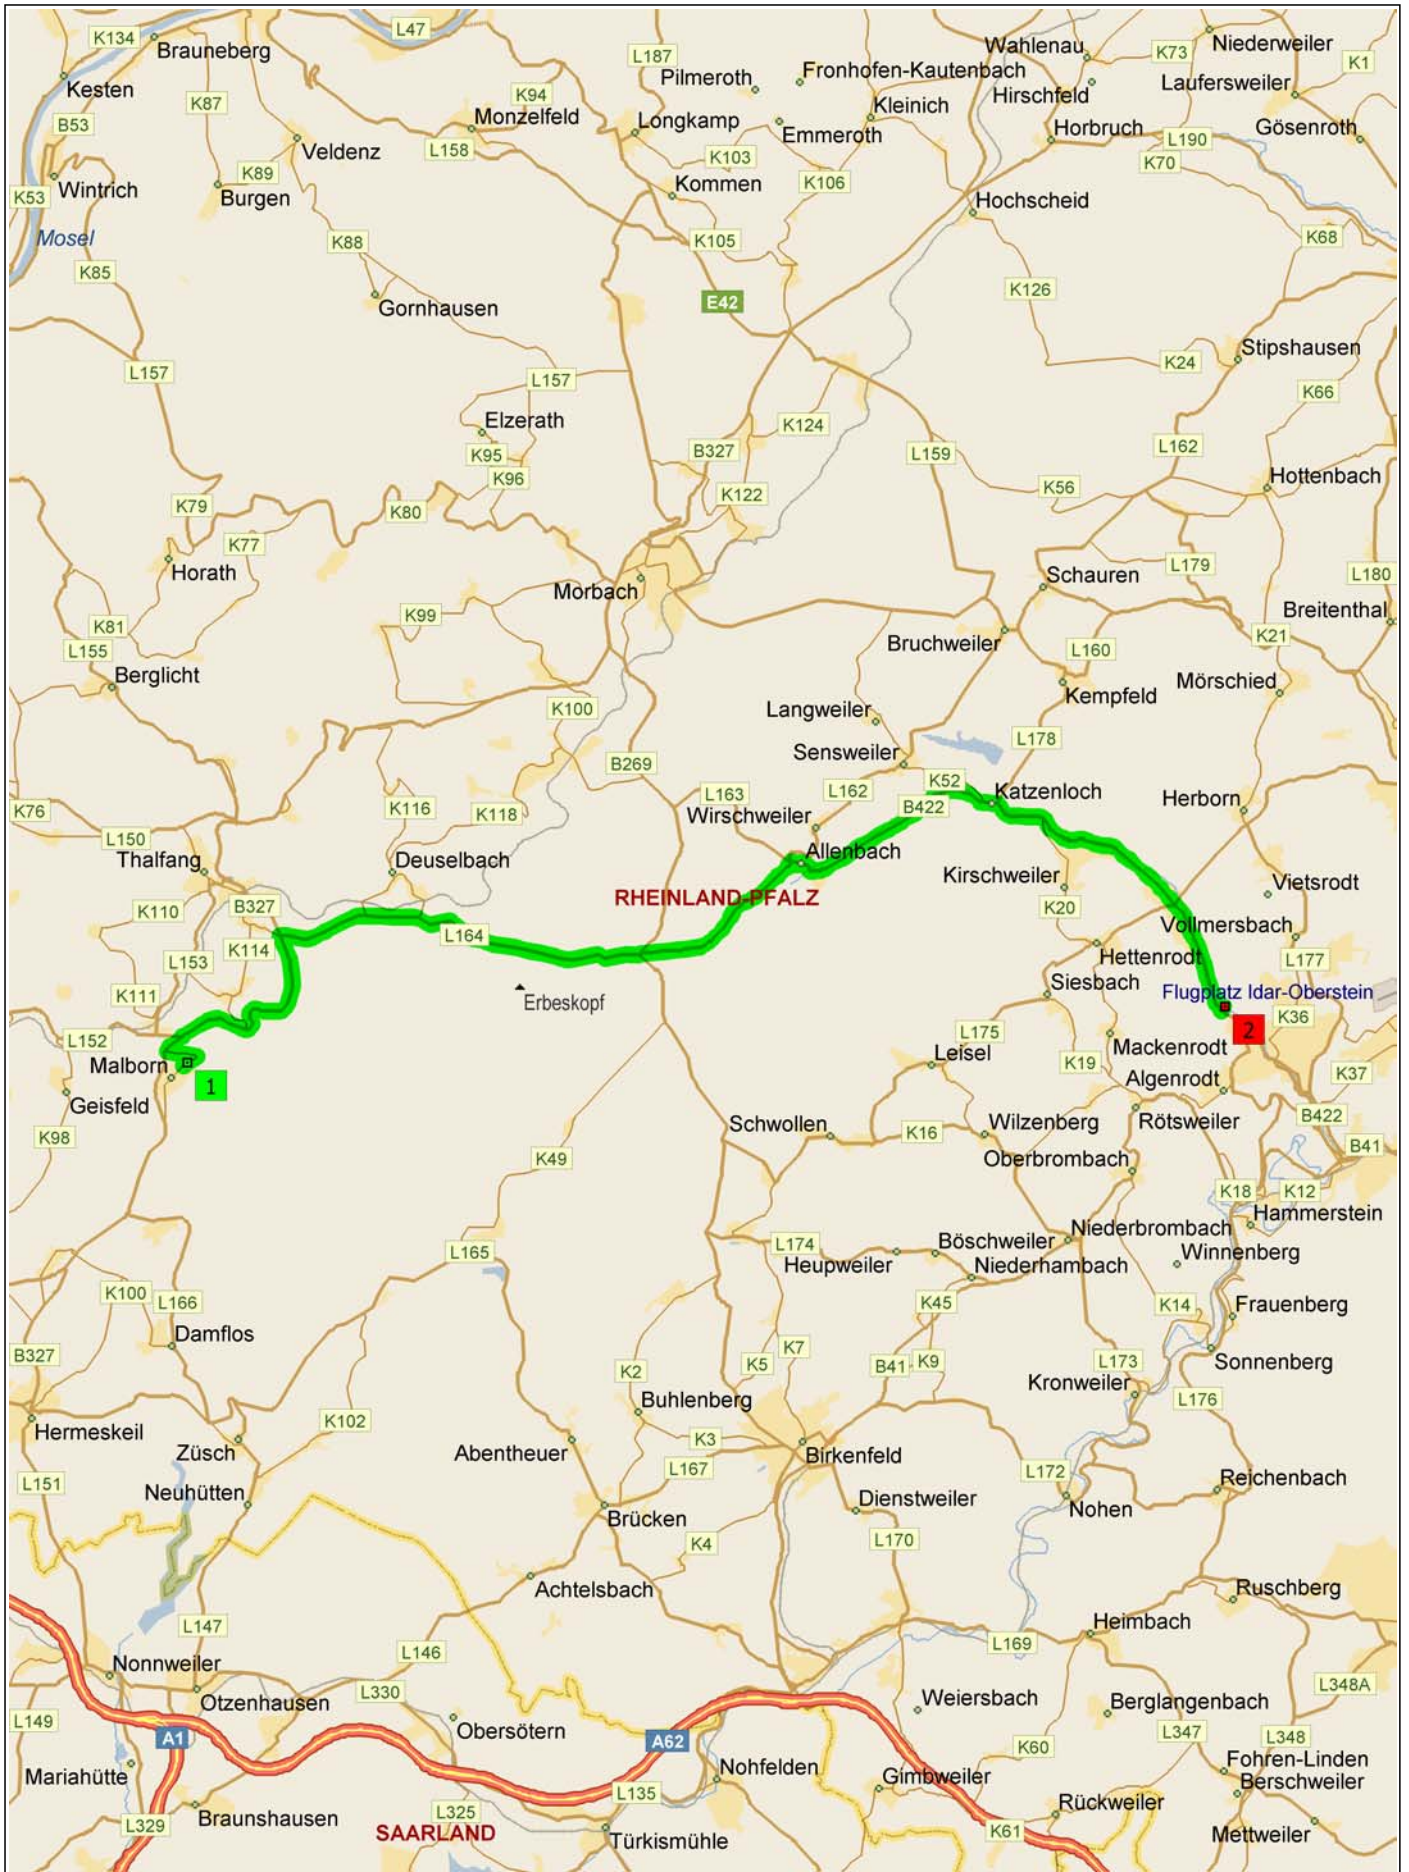 L47
K134
Brauneberg
Wahlenau
K73
Niederweiler
L187
K1
Kesten
Pilmeroth
Fronhofen-Kautenbach
Hirschfeld
Laufersweiler
K87
K94
Kleinich
B53
Monzelfeld
Longkamp
Emmeroth
Horbruch
Gösenroth
Veldenz
L158
L190
K103
K70
K89
Wintrich
Kommen
K106
K53
Burgen
Hochscheid
Mosel
K88
K105
K68
K85
K126
E42
Gornhausen
Stipshausen
L157
K24
L157
K66
Elzerath
K124
L162
K95
B327
L159
Hottenbach
K96
K56
K122
K79
K80
K77
Horath
L179
L180
Schauren
Morbach
Breitenthal
K99
K81
K21
Bruchweiler
L155
L160
Berglicht
Mörschied
Kempfeld
K100
Langweiler
L178
Sensweiler
B269
K52
L163
L162
Katzenloch
Herborn
K76
K116
K118
B422
Wirschweiler
L150
Allenbach
Thalfang
Deuselbach
Kirschweiler
Vietsrodt
RHEINLAND-PFALZ
B327
K110
K20
Vollmersbach
L164
K114
Hettenrodt
L153
L177
Siesbach
K111
Flugplatz Idar-Oberstein
Erbeskopf
K36
2
L175
L152
Mackenrodt
Leisel
K19
Malborn
1
K37
Algenrodt
Geisfeld
B422
Schwollen
Wilzenberg
Rötsweiler
K98
K16
B41
K49
Oberbrombach
K18
K12
Hammerstein
Niederbrombach
L165
L174
Böschweiler
Winnenberg
Heupweiler
Niederhambach
K100
L166
K45
K14
Frauenberg
Damflos
K7
B327
K5
B41
K9
L173
Sonnenberg
K2
Kronweiler
Buhlenberg
L176
K102
Hermeskeil
K3
Züsch
Abentheuer
Birkenfeld
L167
L172
Reichenbach
L151
Neuhütten
Dienstweiler
Nohen
Brücken
L170
K4
Achtelsbach
Ruschberg
Heimbach
L147
L169
L146
Nonnweiler
L348A
L330
Otzenhausen
Weiersbach
Berglangenbach
L149
Obersötern
L347
L348
A1
A62
K60
Fohren-Linden
Mariahütte
Nohfelden
Gimbweiler
Berschweiler
L135
Braunshausen
L325
Rückweiler
L329
SAARLAND
K61
Mettweiler
Türkismühle